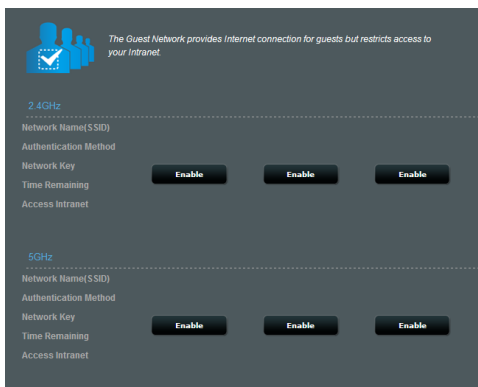 The Guest Network provides Internet connection for guests but restricts access to
your Intranet.
2.4GHz
Network Name(SSID)
Authentication Method
Network Key
Enable Enable Enable
Time Remaining
Access Intranet
5GHz
Network Name(SSID)
Authentication Method
Network Key
Enable Enable Enable
Time Remaining
Access Intranet